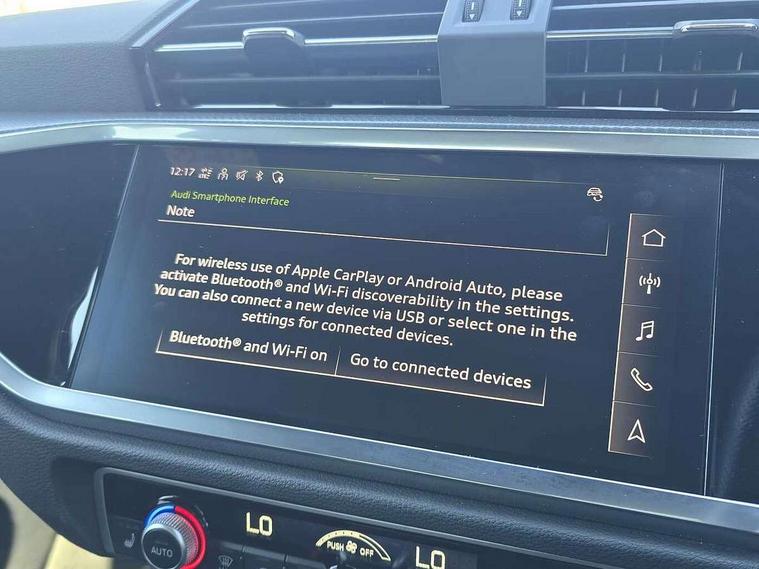 12:17
Audi Smartphone Interface
Note
For wireless use of Apple CarPlay or Android Auto, please
activate Bluetooth® and Wi-Fi discoverability in the settings.
You can also connect a new device via USB or select one in the
settings for connected devices.
Bluetooth® and Wi-Fi on
Go to connected devices
AUTO
LO
PUSH OFF
LO